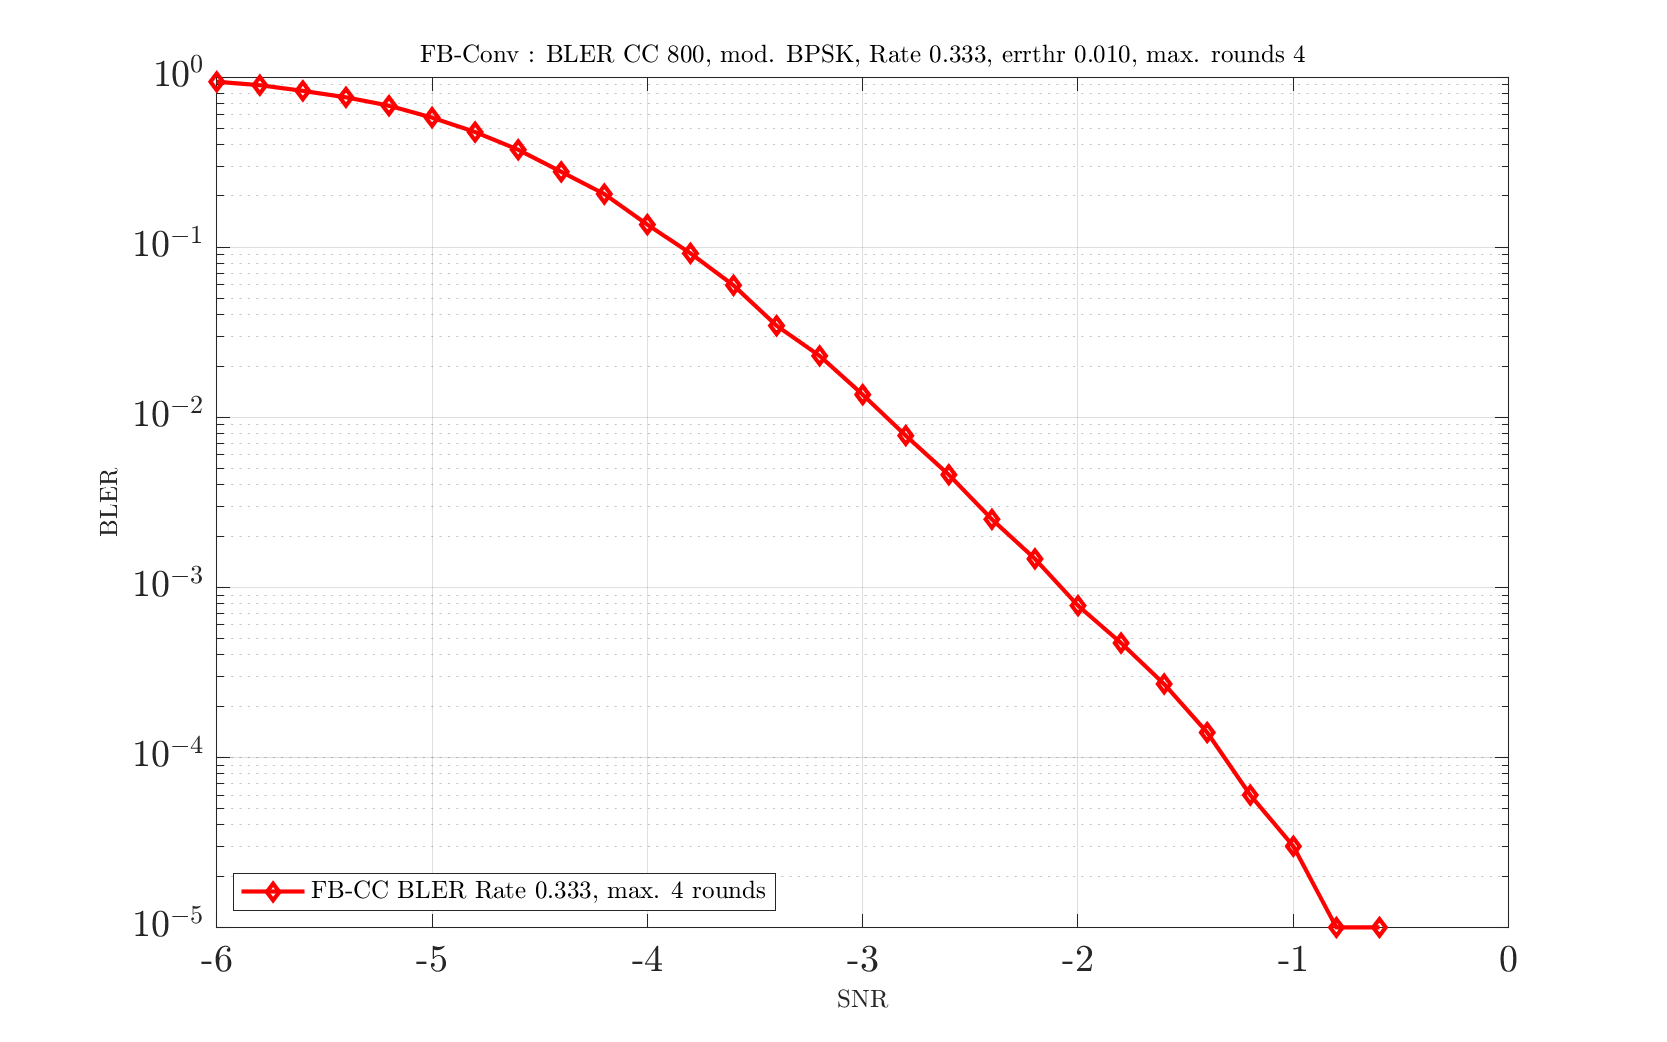 FB-Conv : BLER CC 800, mod. BPSK, Rate 0.333, errthr 0.010, max. rounds 4
10^0
10^{-1}
10^{-2}
10^{-3}
10^{-4}
10^{-5}
BLER
FB-CC BLER Rate 0.333, max. 4 rounds
-6 -5 -4 -3 -2 -1 0
SNR